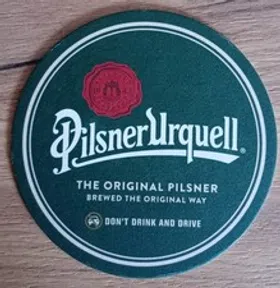 Pilsner Urquell®
THE ORIGINAL PILSNER
BREWED THE ORIGINAL WAY
DON'T DRINK AND DRIVE